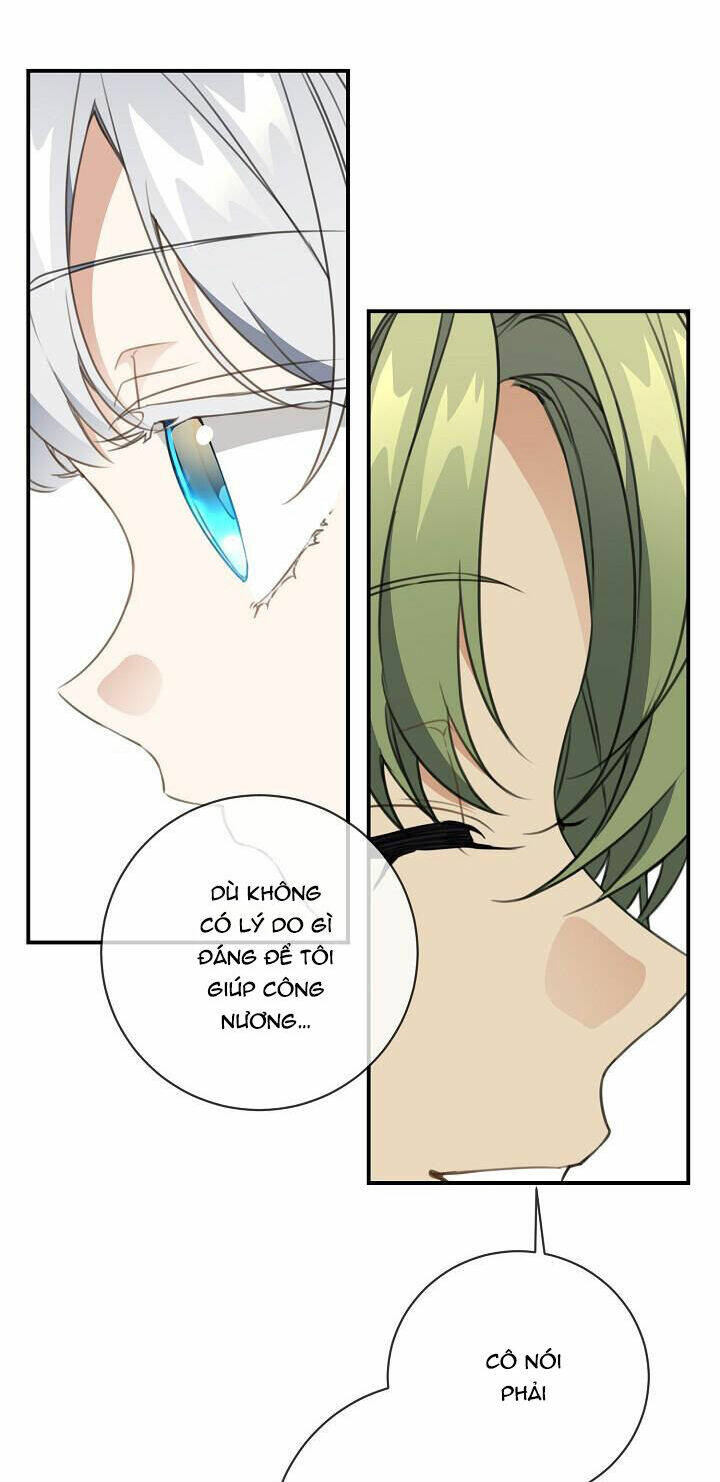 DÙ KHÔNG
CÓ LÝ DO GÌ
ĐÁNG ĐỂ TÔI
GIÚP CÔNG
NƯƠNG...
CÔ NÓI
PHẢI